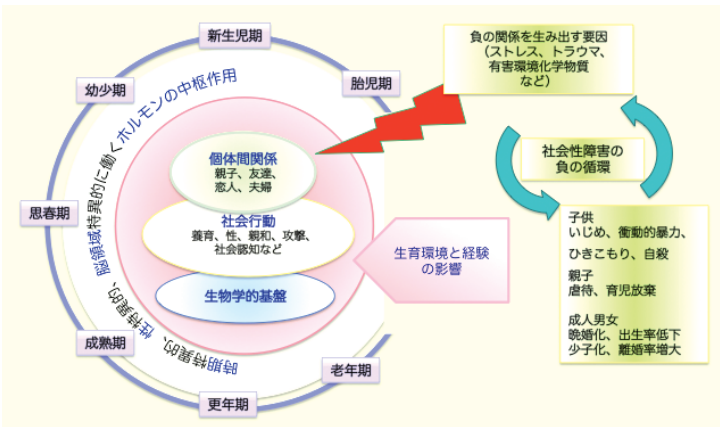 新生児期
幼少期
胎児期
思春期
成熟期
更年期
老年期
時期特異的、性特異的、脳領域特異的に働くホルモンの中枢作用
個体間関係
親子、友達、
恋人、夫婦
社会行動
養育、性、親和、攻撃、
社会認知など
生物学的基盤
生育環境と経験
の影響
負の関係を生み出す要因
（ストレス、トラウマ、
有害環境化学物質
など）
社会性障害の
負の循環
子供
いじめ、衝動的暴力、
ひきこもり、自殺
親子
虐待、育児放棄
成人男女
晩婚化、出生率低下
少子化、離婚率増大